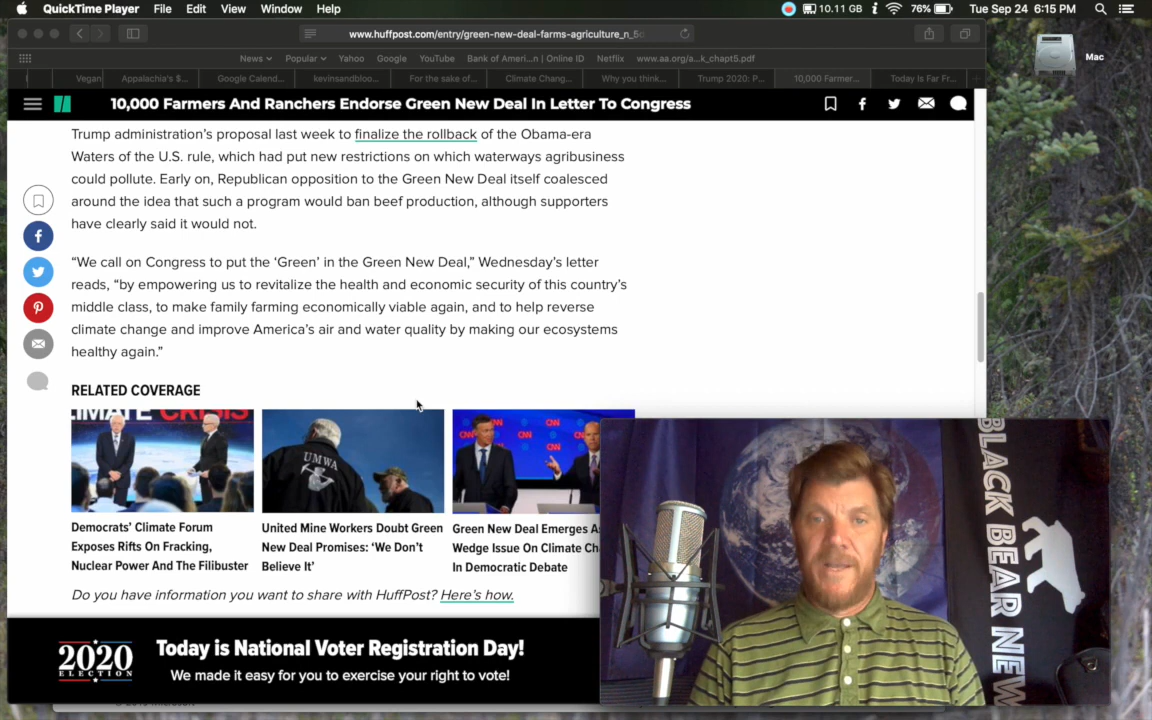 QuickTime Player File Edit View Window Help
10.11 GB 76% Tue Sep 24 6:15 PM
www.huffpost.com/entry/green-new-deal-farms-agriculture_n_5d
News Popular Yahoo Google YouTube Bank of Ameri...n | Online ID Netflix www.aa.org/a...k_chapt5.pdf
Vegan Appalachia's $... Google Calend... kevinsandbloo... For the sake of... Climate Chang... Why you think... Trump 2020: P... 10,000 Farmer... Today Is Far Fr...
Mac
10,000 Farmers And Ranchers Endorse Green New Deal In Letter To Congress
Trump administration’s proposal last week to finalize the rollback of the Obama-era
Waters of the U.S. rule, which had put new restrictions on which waterways agribusiness
could pollute. Early on, Republican opposition to the Green New Deal itself coalesced
around the idea that such a program would ban beef production, although supporters
have clearly said it would not.
“We call on Congress to put the ‘Green’ in the Green New Deal,” Wednesday’s letter
reads, “by empowering us to revitalize the health and economic security of this country’s
middle class, to make family farming economically viable again, and to help reverse
climate change and improve America’s air and water quality by making our ecosystems
healthy again.”
RELATED COVERAGE
CLIMATE CRISIS
UMWA
CNN CNN CNN
Democrats’ Climate Forum
Exposes Rifts On Fracking,
Nuclear Power And The Filibuster
United Mine Workers Doubt Green
New Deal Promises: ‘We Don’t
Believe It’
Green New Deal Emerges As
Wedge Issue On Climate Ch
In Democratic Debate
Do you have information you want to share with HuffPost? Here’s how.
2020
ELECTION
Today is National Voter Registration Day!
We made it easy for you to exercise your right to vote!
BLACK BEAR NEW